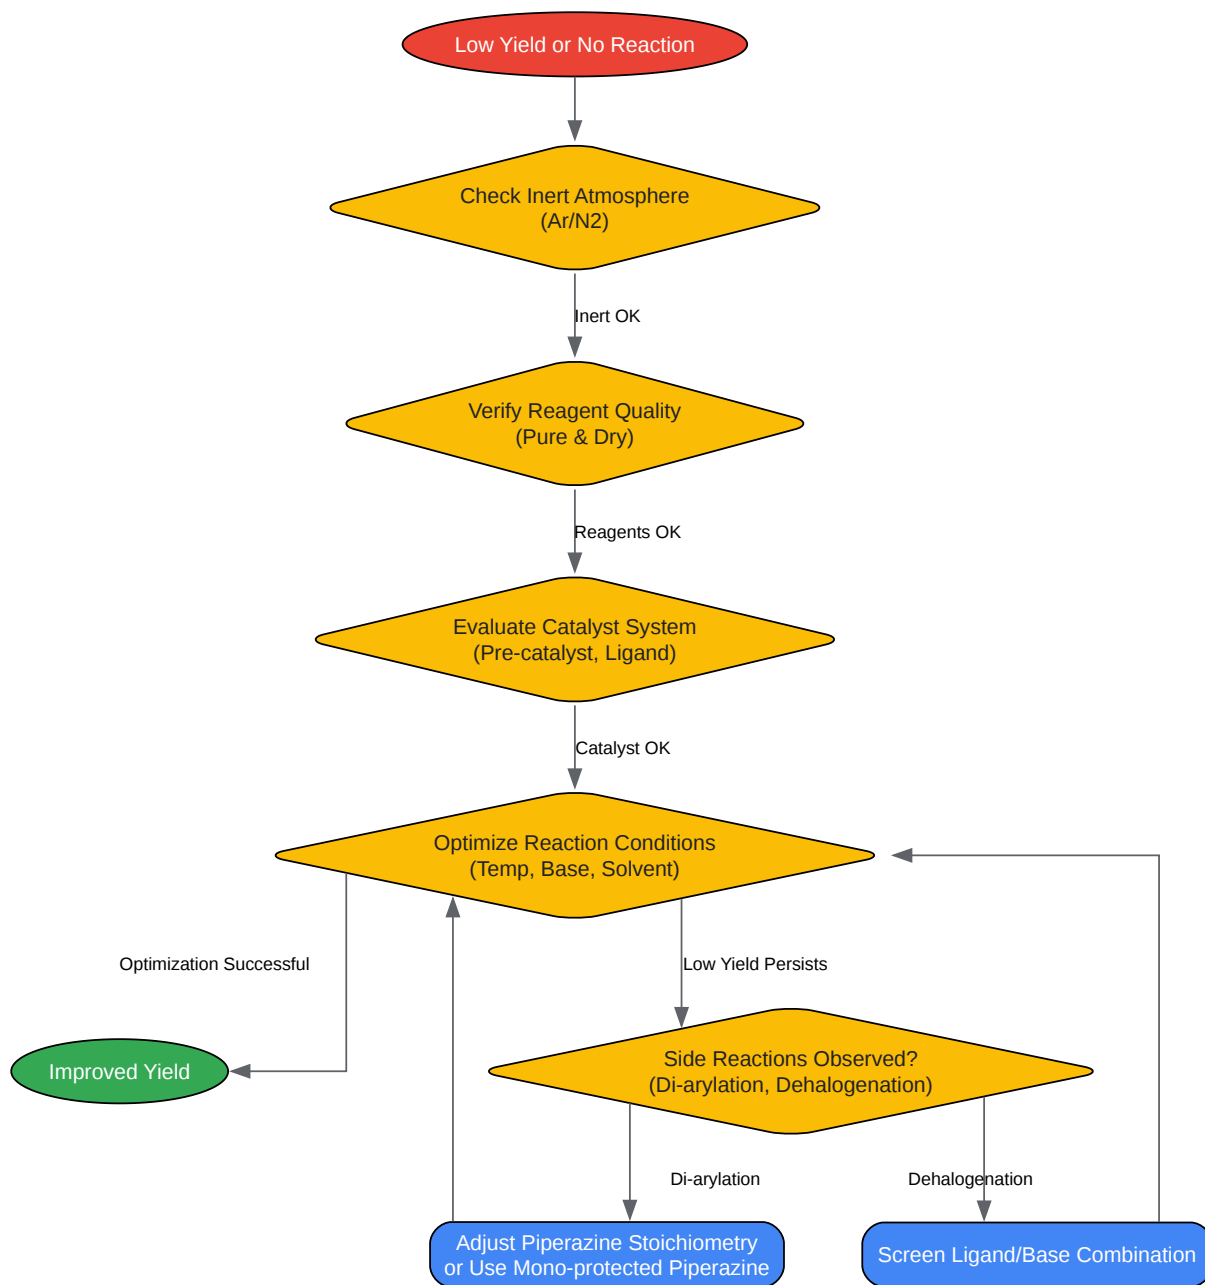 Low Yield or No Reaction
Check Inert Atmosphere
(Ar/N2)
Inert OK
Verify Reagent Quality
(Pure & Dry)
Reagents OK
Evaluate Catalyst System
(Pre-catalyst, Ligand)
Catalyst OK
Optimize Reaction Conditions
(Temp, Base, Solvent)
Optimization Successful
Low Yield Persists
Improved Yield
Side Reactions Observed?
(Di-arylation, Dehalogenation)
Di-arylation
Dehalogenation
Adjust Piperazine Stoichiometry
or Use Mono-protected Piperazine
Screen Ligand/Base Combination